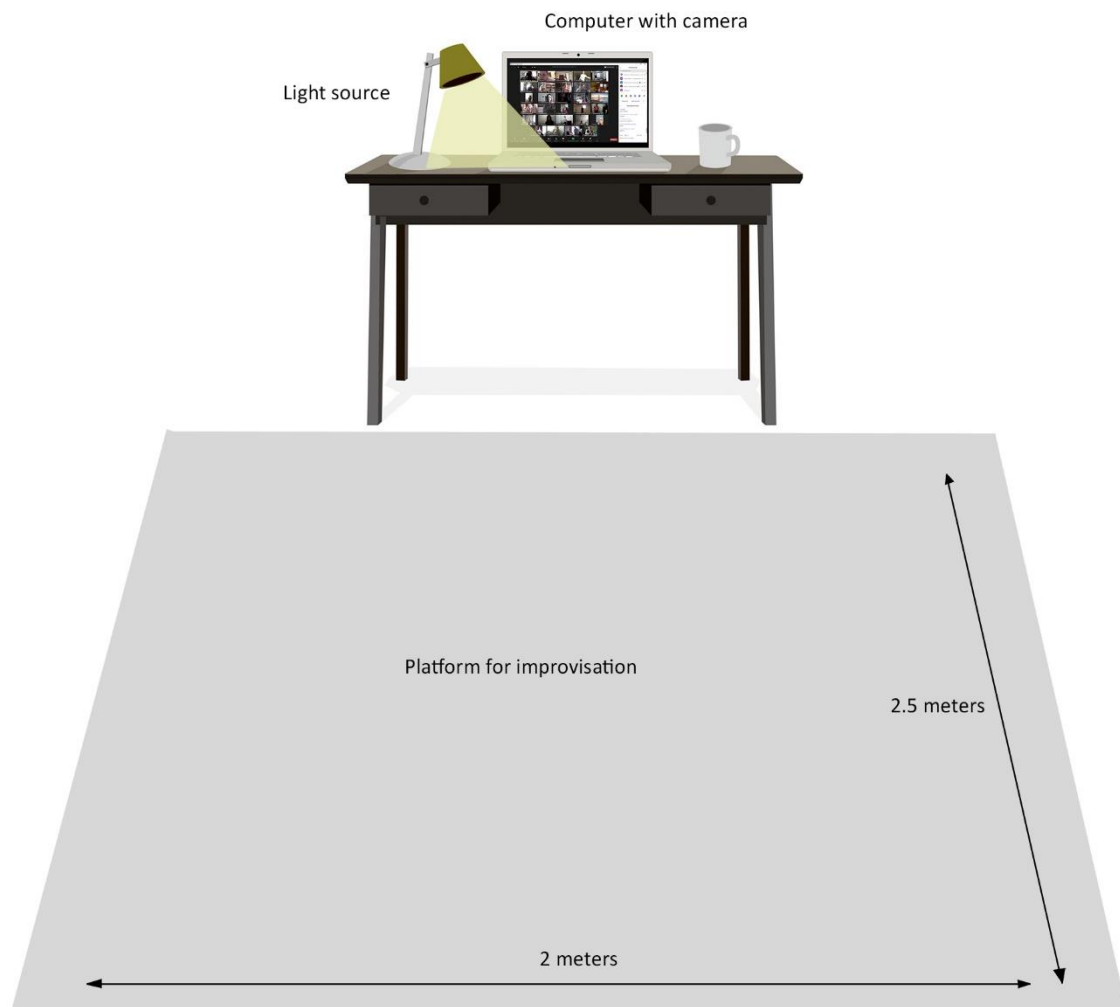 Computer with camera
Light source
Platform for improvisation
2.5 meters
2 meters